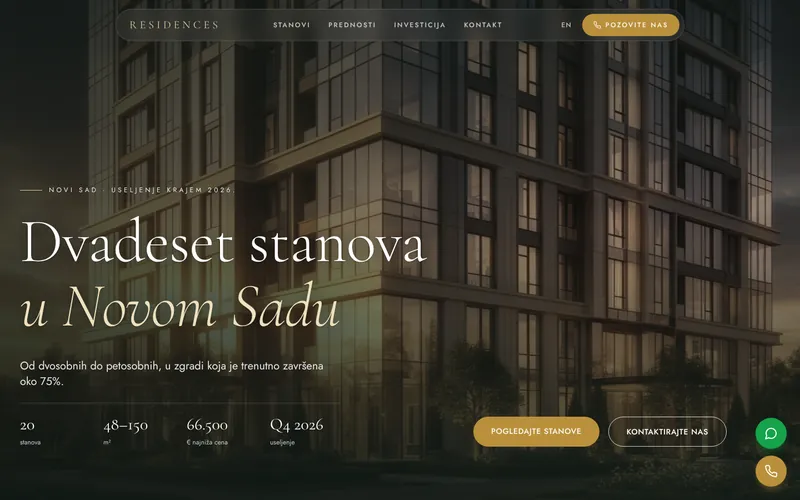 RESIDENCES
STANOVI
PREDNOSTI
INVESTICIJA
KONTAKT
EN
POZOVITE NAS
NOVI SAD · USELJENJE KRAJEM 2026
Dvadeset stanova
u Novom Sadu
Od dvosobnih do petosobnih, u zgradi koja je trenutno završena
oko 75%.
20
stanova
48–150
m²
66.500
€ najniža cena
Q4 2026
useljenje
POGLEDAJTE STANOVE
KONTAKTIRAJTE NAS